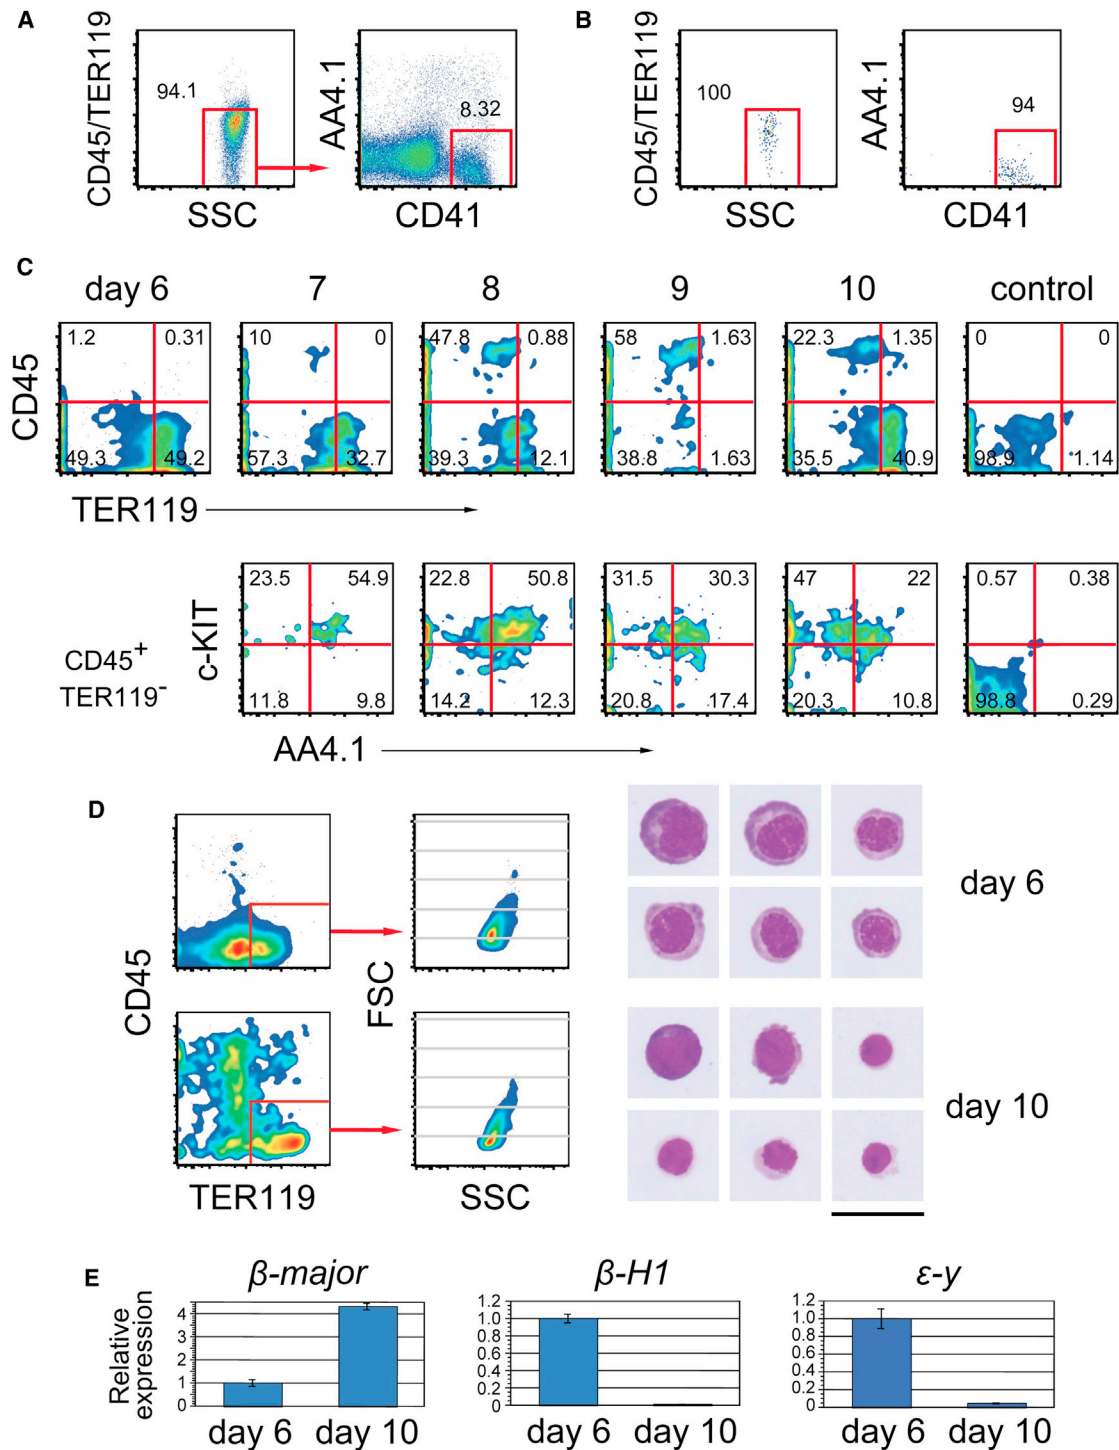 A
CD45/TER119
94.1
SSC
AA4.1
8.32
CD41
B
CD45/TER119
100
SSC
AA4.1
94
CD41
C
day 6 7 8 9 10 control
CD45
1.2 0.31
49.3 49.2
10 0
57.3 32.7
47.8 0.88
39.3 12.1
58 1.63
38.8 1.63
22.3 1.35
35.5 40.9
0 0
98.9 1.14
TER119
CD45+
TER119-
c-KIT
23.5 54.9
11.8 9.8
22.8 50.8
14.2 12.3
31.5 30.3
20.8 17.4
47 22
20.3 10.8
0.57 0.38
98.8 0.29
AA4.1
D
CD45
TER119
FSC
SSC
day 6
day 10
E
Relative
expression
β-major
4
3
2
1
0
day 6 day 10
β-H1
1.2
1.0
0.8
0.6
0.4
0.2
0
day 6 day 10
ε-y
1.2
1.0
0.8
0.6
0.4
0.2
0
day 6 day 10